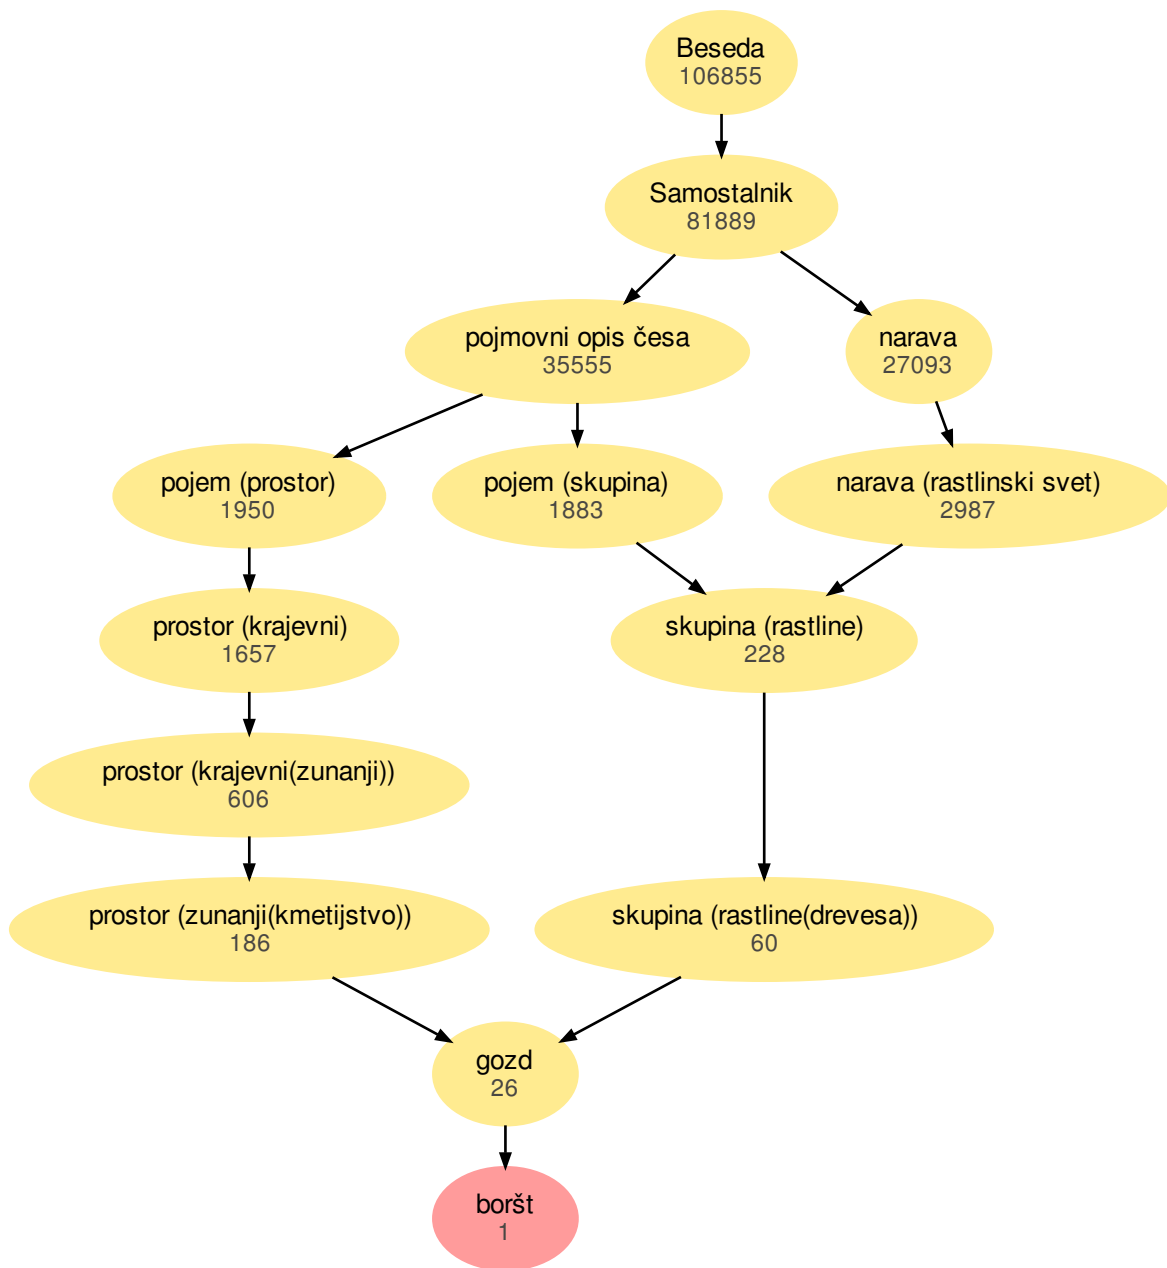 Beseda
106855
Samostalnik
81889
pojmovni opis česa
35555
narava
27093
pojem (prostor)
1950
pojem (skupina)
1883
narava (rastlinski svet)
2987
prostor (krajevni)
1657
skupina (rastline)
228
prostor (krajevni(zunanji))
606
prostor (zunanji(kmetijstvo))
186
skupina (rastline(drevesa))
60
gozd
26
boršt
1